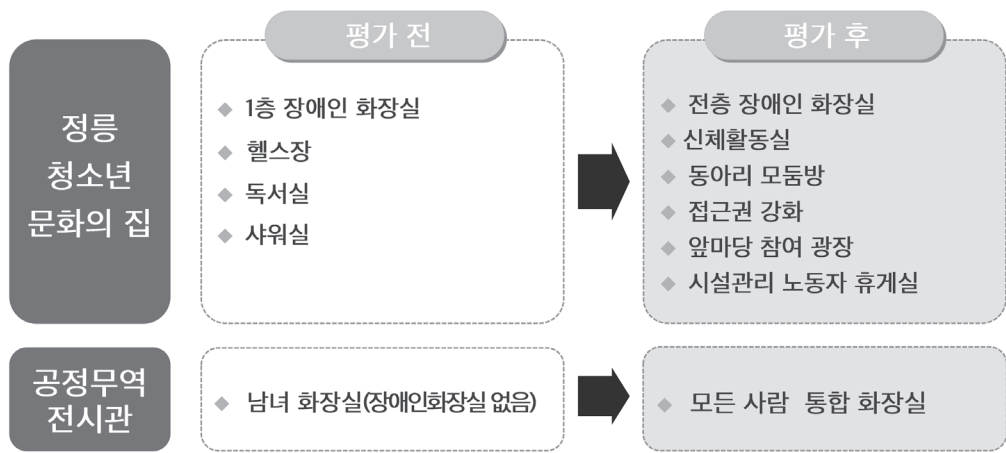 평가 전
평가 후
정릉
청소년
문화의 집
1층 장애인 화장실
헬스장
독서실
샤워실
전층 장애인 화장실
신체활동실
동아리 모둠방
접근권 강화
앞마당 참여 광장
시설관리 노동자 휴게실
공정무역
전시관
남녀 화장실(장애인화장실 없음)
모든 사람 통합 화장실